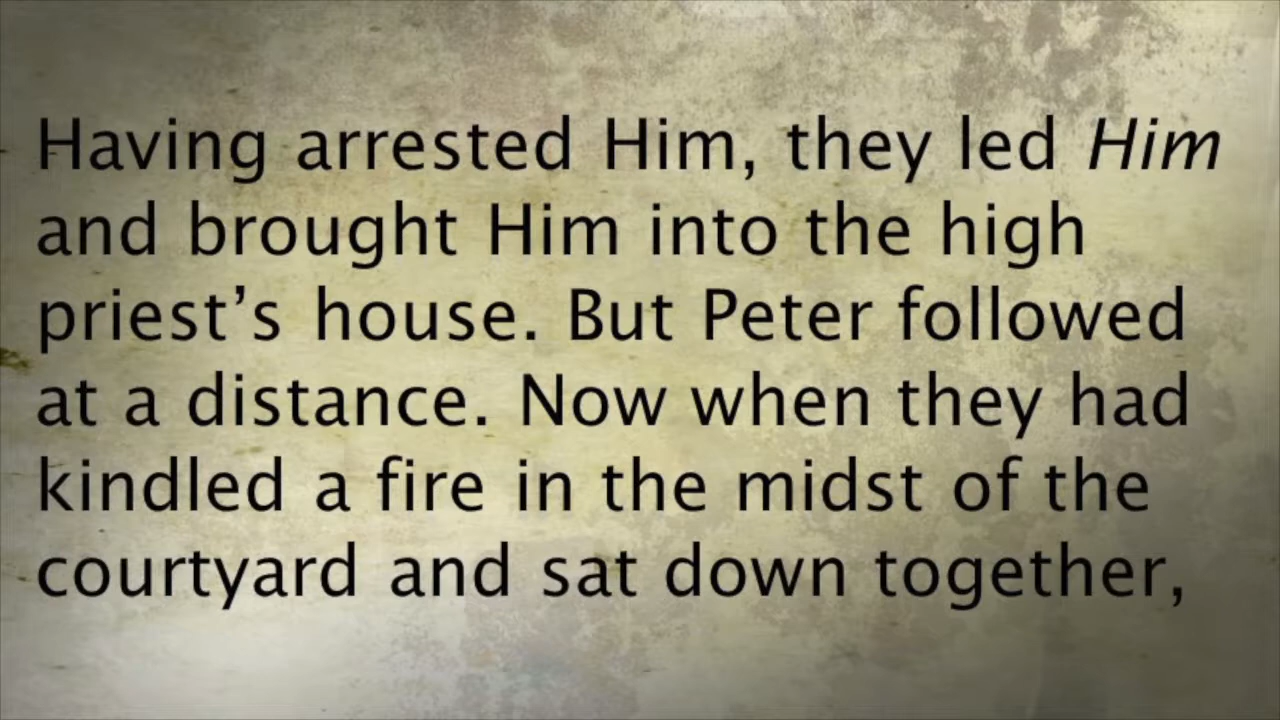 Having arrested Him, they led Him
and brought Him into the high
priest’s house. But Peter followed
at a distance. Now when they had
kindled a fire in the midst of the
courtyard and sat down together,